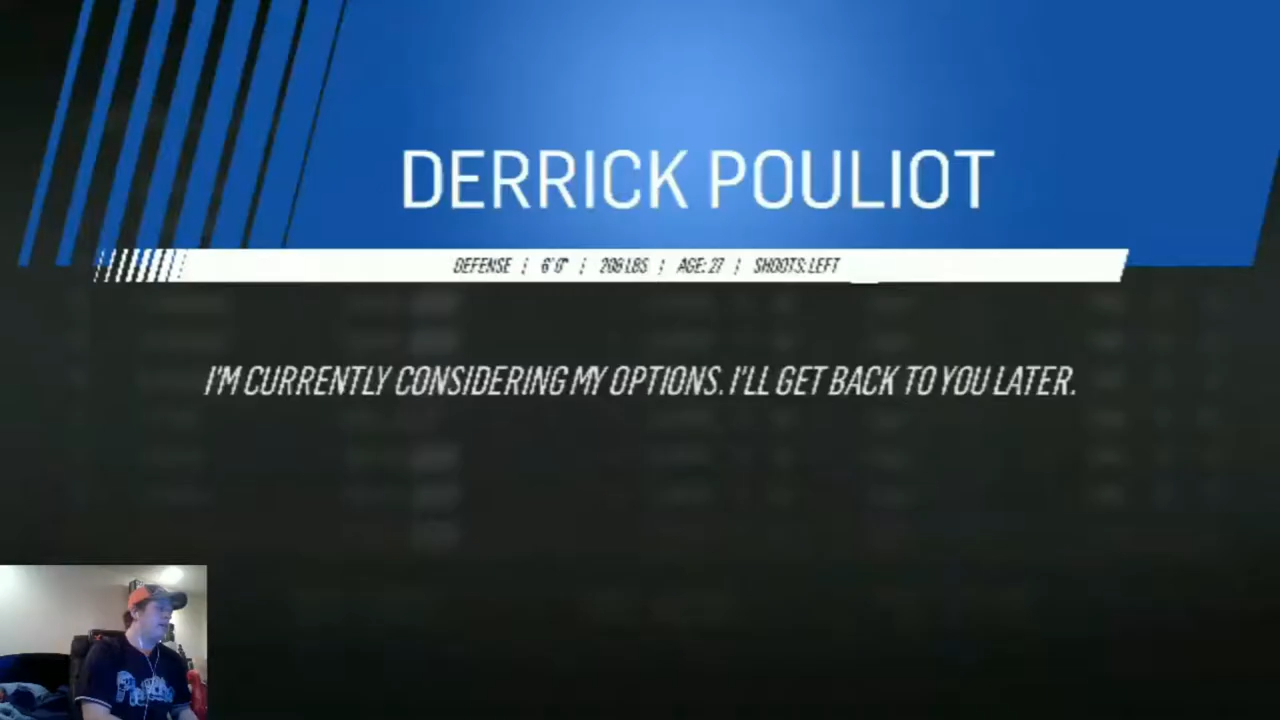 DERRICK POULIOT
DEFENSE | 6'0" | 208 LBS | AGE: 27 | SHOOTS: LEFT
I'M CURRENTLY CONSIDERING MY OPTIONS. I'LL GET BACK TO YOU LATER.